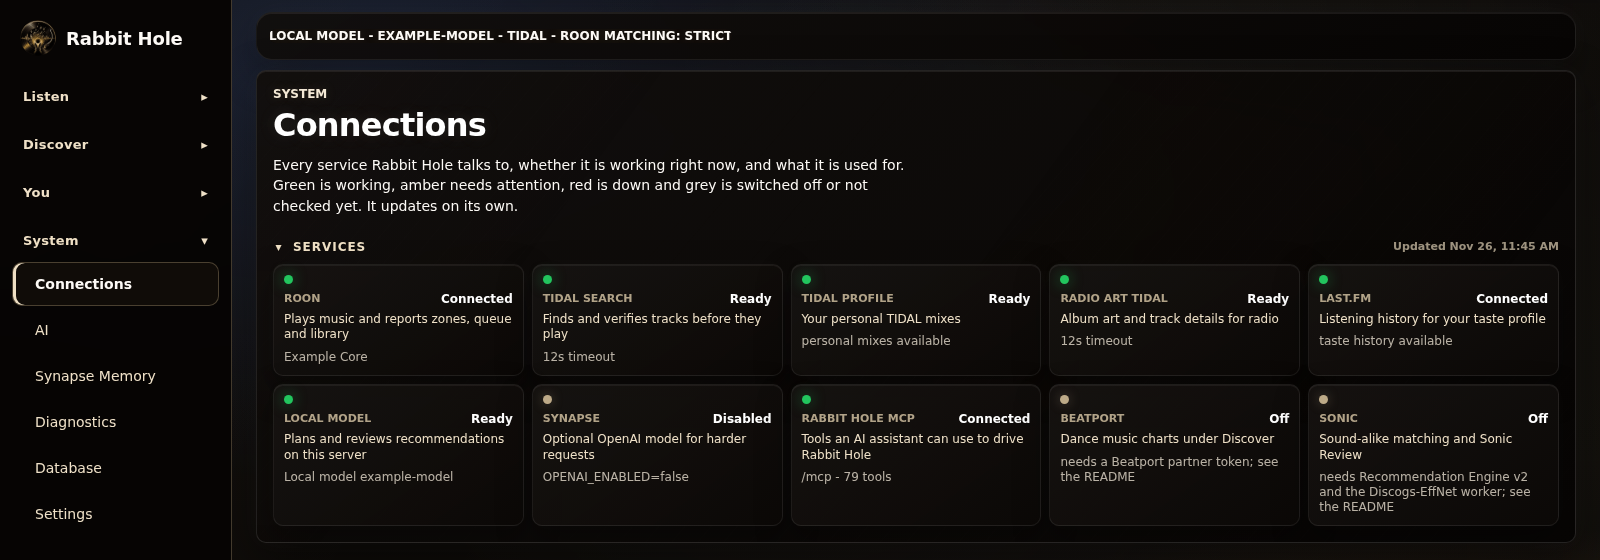 Rabbit Hole
Listen
Discover
You
System
Connections
AI
Synapse Memory
Diagnostics
Database
Settings
LOCAL MODEL - EXAMPLE-MODEL - TIDAL - ROON MATCHING: STRICT
SYSTEM
Connections
Every service Rabbit Hole talks to, whether it is working right now, and what it is used for.
Green is working, amber needs attention, red is down and grey is switched off or not
checked yet. It updates on its own.
SERVICES
Updated Nov 26, 11:45 AM
ROON Connected
Plays music and reports zones, queue
and library
Example Core
TIDAL SEARCH Ready
Finds and verifies tracks before they
play
12s timeout
TIDAL PROFILE Ready
Your personal TIDAL mixes
personal mixes available
RADIO ART TIDAL Ready
Album art and track details for radio
12s timeout
LAST.FM Connected
Listening history for your taste profile
taste history available
LOCAL MODEL Ready
Plans and reviews recommendations
on this server
Local model example-model
SYNAPSE Disabled
Optional OpenAI model for harder
requests
OPENAI_ENABLED=false
RABBIT HOLE MCP Connected
Tools an AI assistant can use to drive
Rabbit Hole
/mcp - 79 tools
BEATPORT Off
Dance music charts under Discover
needs a Beatport partner token; see
the README
SONIC Off
Sound-alike matching and Sonic
Review
needs Recommendation Engine v2
and the Discogs-EffNet worker; see
the README